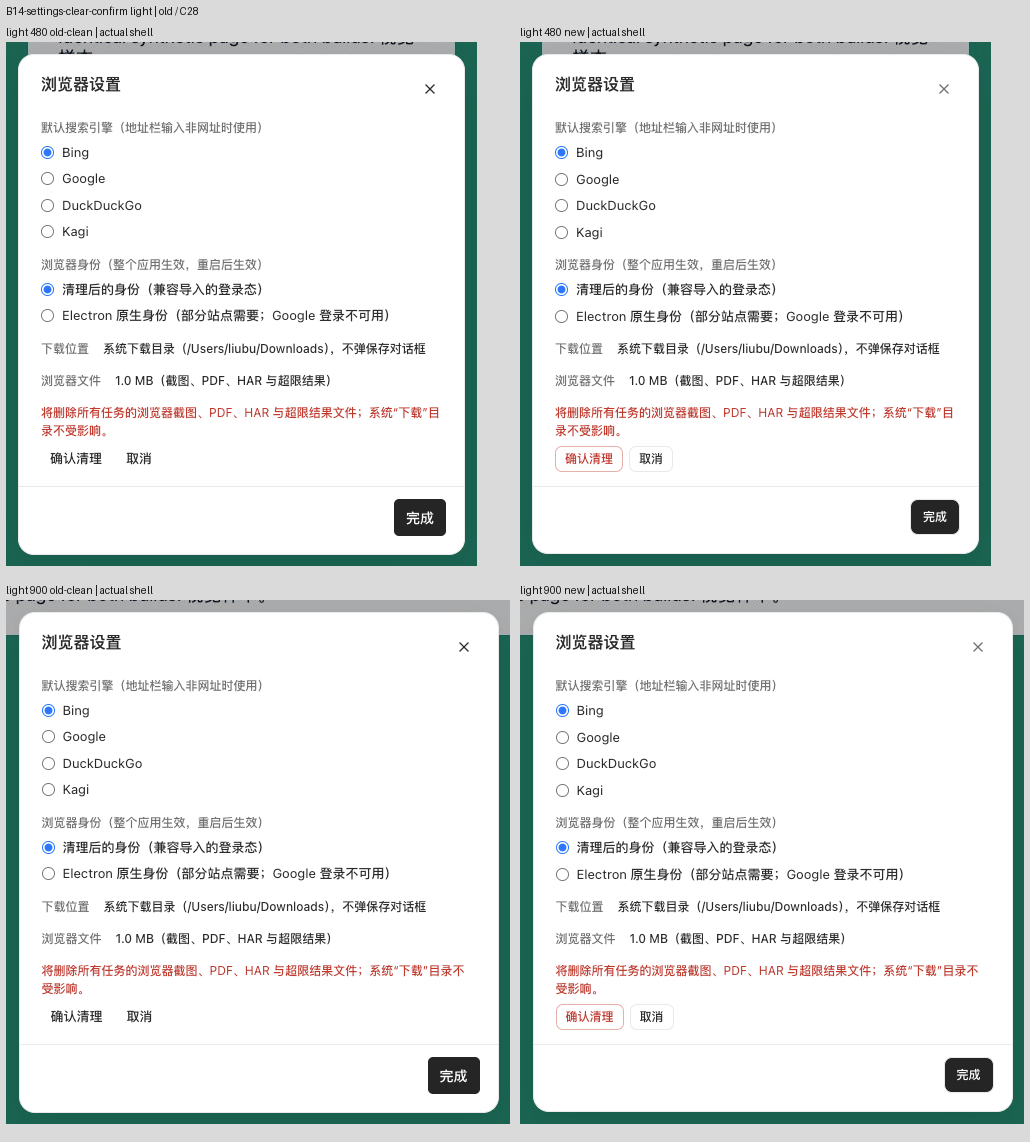 B14-settings-clear-confirm light | old / C28
light 480 old-clean | actual shell
浏览器设置
默认搜索引擎（地址栏输入非网址时使用）
Bing
Google
DuckDuckGo
Kagi
浏览器身份（整个应用生效，重启后生效）
清理后的身份（兼容导入的登录态）
Electron 原生身份（部分站点需要；Google 登录不可用）
下载位置 系统下载目录（/Users/liubu/Downloads），不弹保存对话框
浏览器文件 1.0 MB（截图、PDF、HAR 与超限结果）
将删除所有任务的浏览器截图、PDF、HAR 与超限结果文件；系统“下载”目
录不受影响。
确认清理 取消
完成
light 480 new | actual shell
浏览器设置
默认搜索引擎（地址栏输入非网址时使用）
Bing
Google
DuckDuckGo
Kagi
浏览器身份（整个应用生效，重启后生效）
清理后的身份（兼容导入的登录态）
Electron 原生身份（部分站点需要；Google 登录不可用）
下载位置 系统下载目录（/Users/liubu/Downloads），不弹保存对话框
浏览器文件 1.0 MB（截图、PDF、HAR 与超限结果）
将删除所有任务的浏览器截图、PDF、HAR 与超限结果文件；系统“下载”目
录不受影响。
确认清理 取消
完成
light 900 old-clean | actual shell
浏览器设置
默认搜索引擎（地址栏输入非网址时使用）
Bing
Google
DuckDuckGo
Kagi
浏览器身份（整个应用生效，重启后生效）
清理后的身份（兼容导入的登录态）
Electron 原生身份（部分站点需要；Google 登录不可用）
下载位置 系统下载目录（/Users/liubu/Downloads），不弹保存对话框
浏览器文件 1.0 MB（截图、PDF、HAR 与超限结果）
将删除所有任务的浏览器截图、PDF、HAR 与超限结果文件；系统“下载”目录不
受影响。
确认清理 取消
完成
light 900 new | actual shell
浏览器设置
默认搜索引擎（地址栏输入非网址时使用）
Bing
Google
DuckDuckGo
Kagi
浏览器身份（整个应用生效，重启后生效）
清理后的身份（兼容导入的登录态）
Electron 原生身份（部分站点需要；Google 登录不可用）
下载位置 系统下载目录（/Users/liubu/Downloads），不弹保存对话框
浏览器文件 1.0 MB（截图、PDF、HAR 与超限结果）
将删除所有任务的浏览器截图、PDF、HAR 与超限结果文件；系统“下载”目录不
受影响。
确认清理 取消
完成